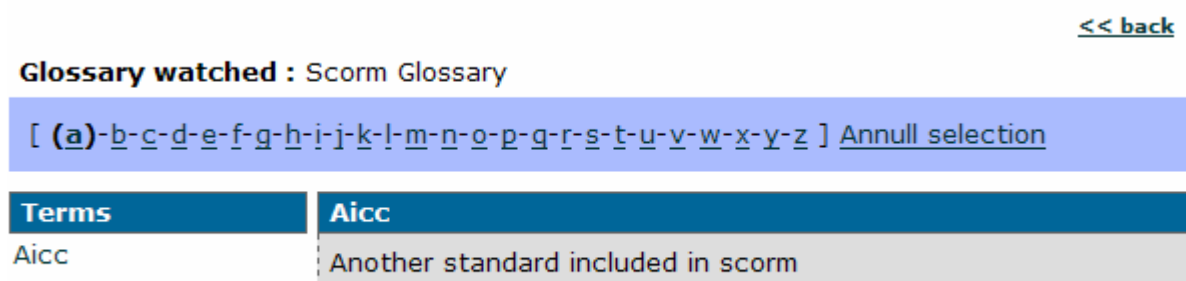 << back
Glossary watched : Scorm Glossary
[ (a)-b-c-d-e-f-g-h-i-j-k-l-m-n-o-p-q-r-s-t-u-v-w-x-y-z ] Annull selection
Terms Aicc
Aicc Another standard included in scorm